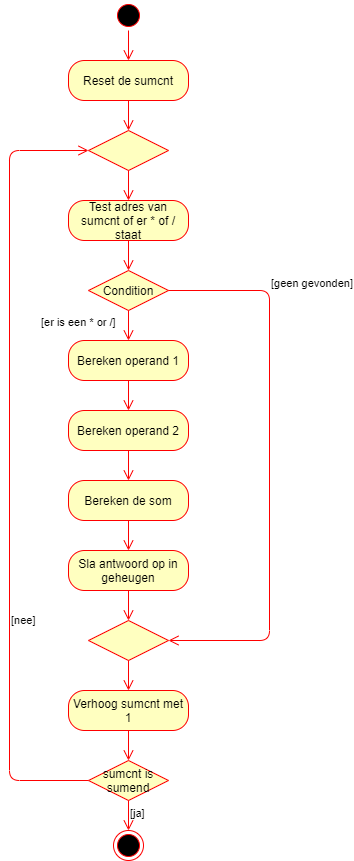 Reset de sumcnt
Test adres van
sumcnt of er * of /
staat
Condition
[geen gevonden]
[er is een * or /]
Bereken operand 1
Bereken operand 2
Bereken de som
Sla antwoord op in
geheugen
[nee]
Verhoog sumcnt met
1
sumcnt is
sumend
[ja]